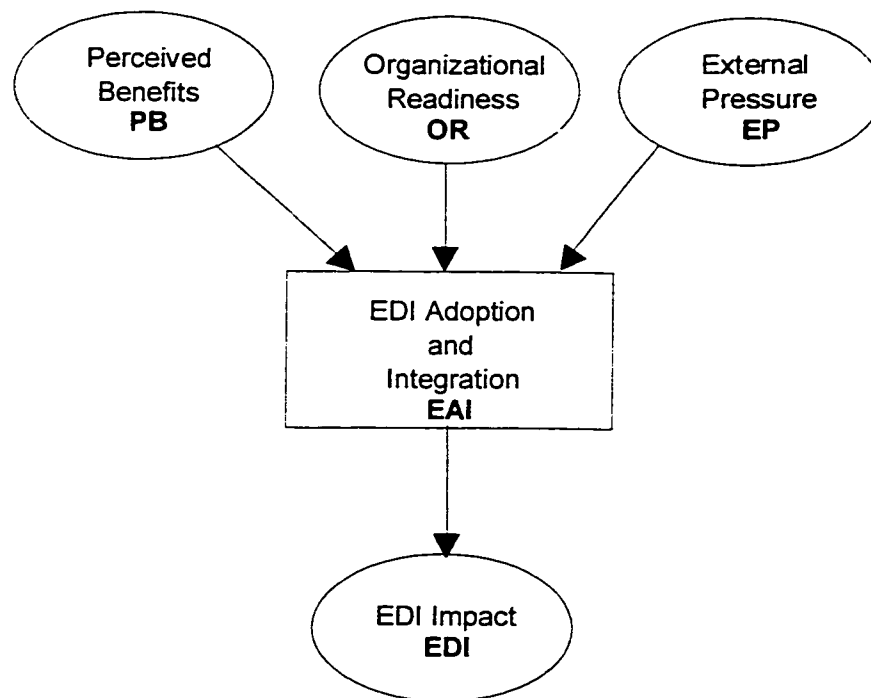 Perceived
Benefits
PB
Organizational
Readiness
OR
External
Pressure
EP
EDI Adoption
and
Integration
EAI
EDI Impact
EDI